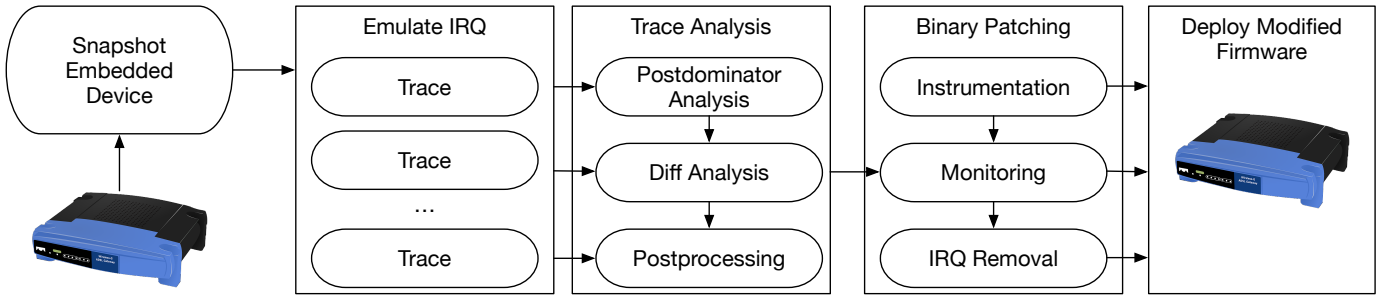 Snapshot
Embedded
Device
Emulate IRQ
Trace
Trace
...
Trace
Trace Analysis
Postdominator
Analysis
Diff Analysis
Postprocessing
Binary Patching
Instrumentation
Monitoring
IRQ Removal
Deploy Modified
Firmware